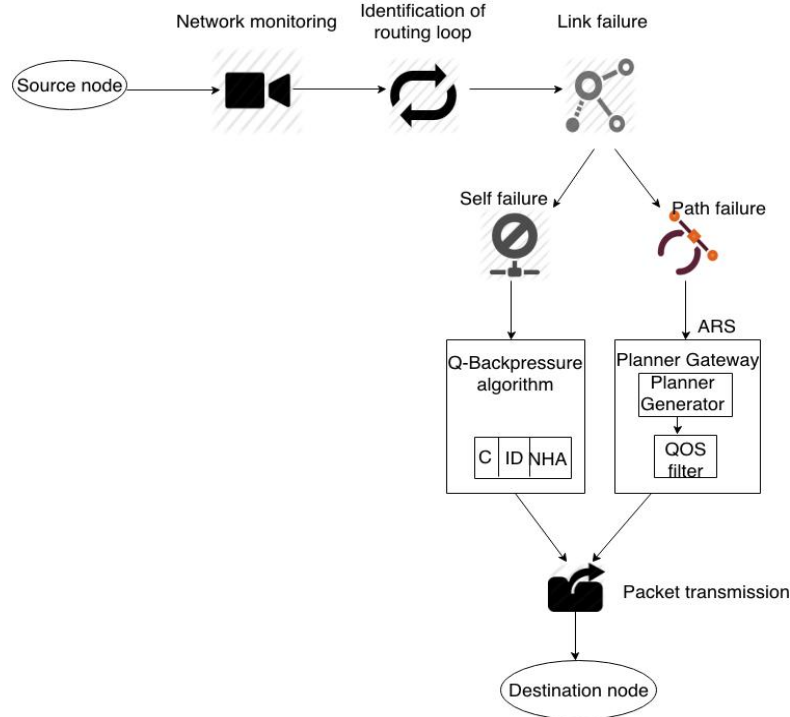 Network monitoring
Identification of
routing loop
Link failure
Source node
Self failure
Path failure
ARS
Q-Backpressure
algorithm
C ID NHA
Planner Gateway
Planner
Generator
QOS
filter
Packet transmission
Destination node